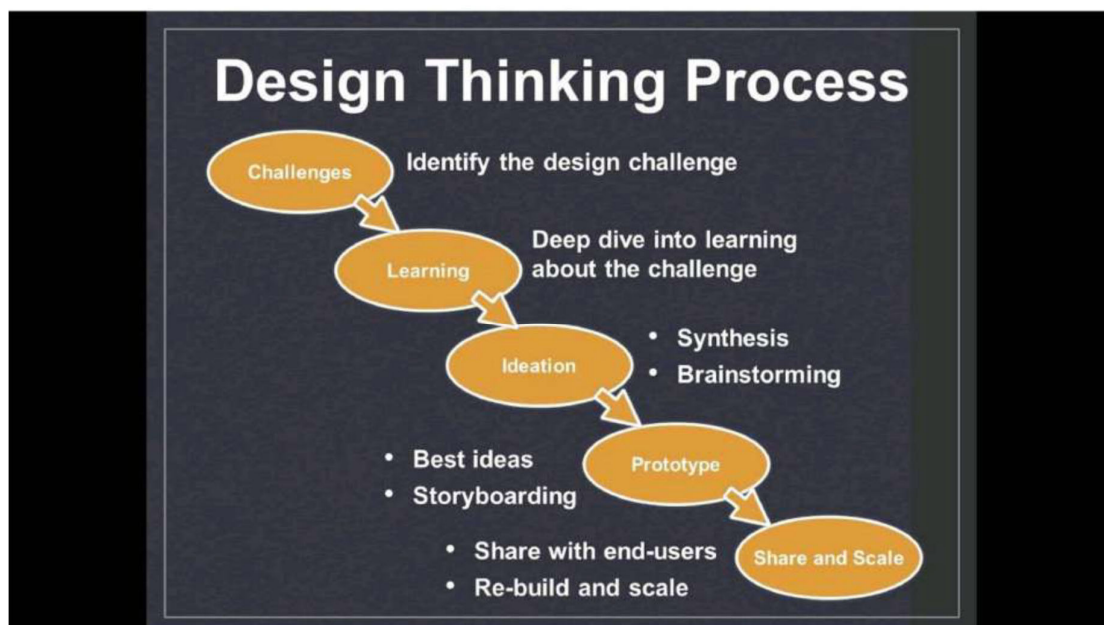 Design Thinking Process
Challenges
Identify the design challenge
Learning
Deep dive into learning
about the challenge
Ideation
• Synthesis
• Brainstorming
Prototype
• Best ideas
• Storyboarding
Share and Scale
• Share with end-users
• Re-build and scale